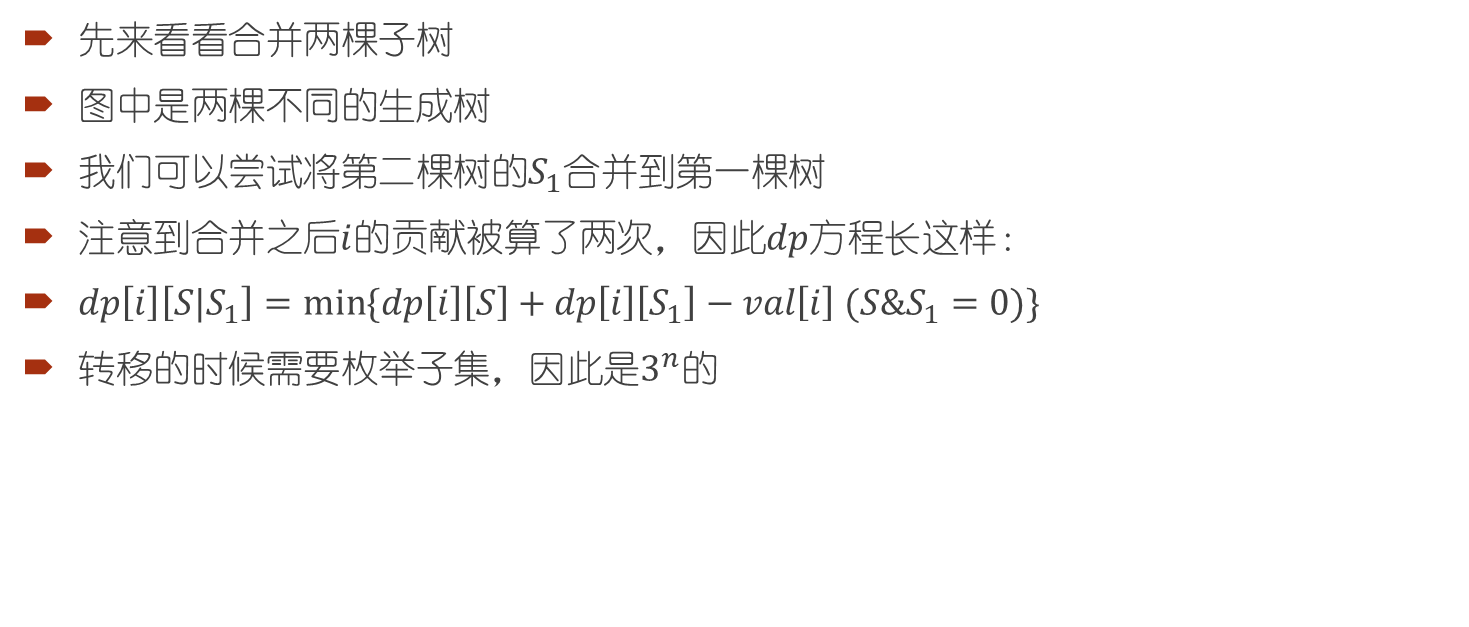 先来看看合并两棵子树
图中是两棵不同的生成树
我们可以尝试将第二棵树的S₁合并到第一棵树
注意到合并之后i的贡献被算了两次，因此dp方程长这样：
dp[i][S|S₁] = min{dp[i][S] + dp[i][S₁] − val[i] (S&S₁ = 0)}
转移的时候需要枚举子集，因此是3ⁿ的